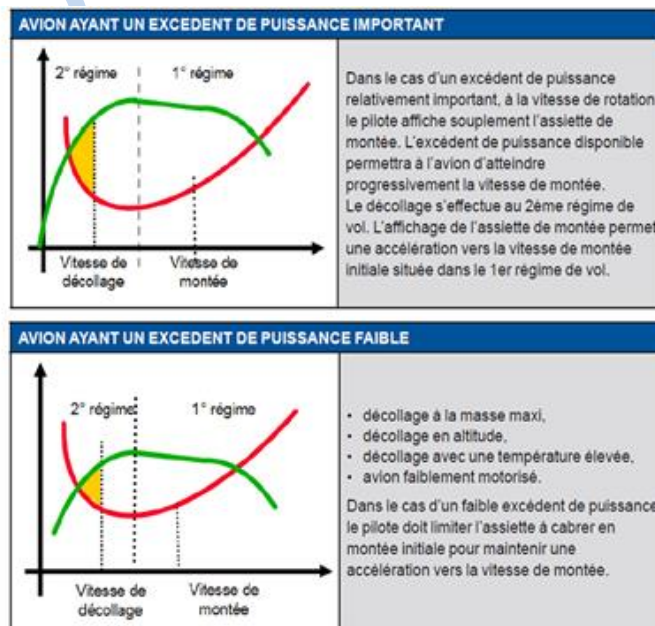 AVION AYANT UN EXCEDENT DE PUISSANCE IMPORTANT
2° régime
1° régime
Vitesse de
décollage
Vitesse de
montée
Dans le cas d'un excédent de puissance
relativement important, à la vitesse de rotation
le pilote affiche souplement l'assiette de
montée. L'excédent de puissance disponible
permettra à l'avion d'atteindre
progressivement la vitesse de montée.
Le décollage s'effectue au 2ème régime de
vol. L'affichage de l'assiette de montée permet
une accélération vers la vitesse de montée
initiale située dans le 1er régime de vol.
AVION AYANT UN EXCEDENT DE PUISSANCE FAIBLE
2° régime
1° régime
Vitesse de
décollage
Vitesse de
montée
• décollage à la masse maxi,
• décollage en altitude,
• décollage avec une température élevée,
• avion faiblement motorisé.
Dans le cas d'un faible excédent de puissance
le pilote doit limiter l'assiette à cabrer en
montée initiale pour maintenir une
accélération vers la vitesse de montée.